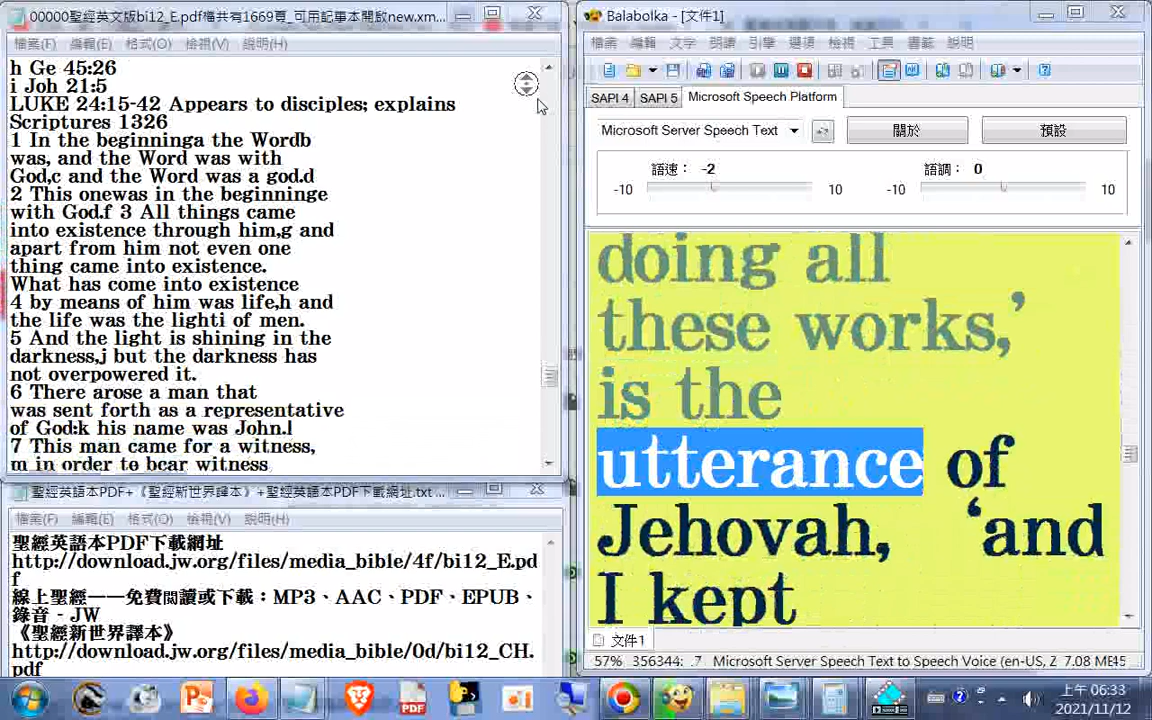 00000聖經英文版bi12_E.pdf檔共有1669頁_可用記事本開啟new.xm...
檔案(F) 編輯(E) 格式(O) 檢視(V) 說明(H)
h Ge 45:26
i Joh 21:5
LUKE 24:15-42 Appears to disciples; explains
Scriptures 1326
1 In the beginninga the Wordb
was, and the Word was with
God,c and the Word was a god.d
2 This onewas in the beginninge
with God.f 3 All things came
into existence through him,g and
apart from him not even one
thing came into existence.
What has come into existence
4 by means of him was life,h and
the life was the lighti of men.
5 And the light is shining in the
darkness,j but the darkness has
not overpowered it.
6 There arose a man that
was sent forth as a representative
of God:k his name was John.l
7 This man came for a witness,
m in order to bear witness
聖經英語本PDF+《聖經新世界譯本》+聖經英語本PDF下載網址.txt ...
檔案(F) 編輯(E) 格式(O) 檢視(V) 說明(H)
聖經英語本PDF下載網址
http://download.jw.org/files/media_bible/4f/bi12_E.pd
f
線上聖經——免費閱讀或下載：MP3、AAC、PDF、EPUB、
錄音 - JW
《聖經新世界譯本》
http://download.jw.org/files/media_bible/0d/bi12_CH.
pdf
Balabolka - [文件1]
檔案 編輯 文字 朗讀 引擎 選項 檢視 工具 書籤 說明
SAPI 4 SAPI 5 Microsoft Speech Platform
Microsoft Server Speech Text 關於 預設
語速： -2 語調： 0
-10 10 -10 10
doing all
these works,’
is the
utterance of
Jehovah, ‘and
I kept
文件1
57% 356344: .7 Microsoft Server Speech Text to Speech Voice (en-US, Z 7.08 ME45
PDF
上午 06:33
2021/11/12